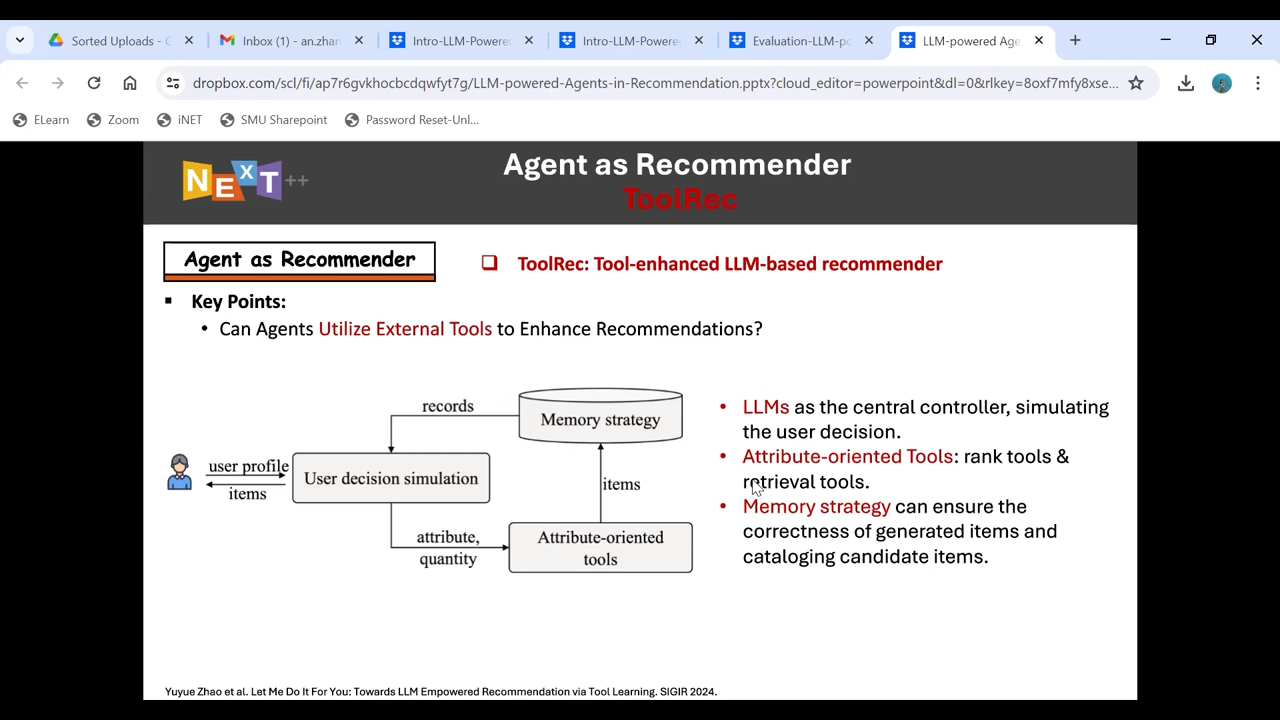 Sorted Uploads - G
Inbox (1) - an.zhan
Intro-LLM-Powere
Intro-LLM-Powere
Evaluation-LLM-po
LLM-powered Age
dropbox.com/scl/fi/ap7r6gvkhocbcdqwfyt7g/LLM-powered-Agents-in-Recommendation.pptx?cloud_editor=powerpoint&dl=0&rlkey=8oxf7mfy8xse...
ELearn
Zoom
iNET
SMU Sharepoint
Password Reset-Unl...
NExT++
Agent as Recommender
ToolRec
Agent as Recommender
ToolRec: Tool-enhanced LLM-based recommender
Key Points:
• Can Agents Utilize External Tools to Enhance Recommendations?
records
Memory strategy
user profile
items
User decision simulation
items
attribute,
quantity
Attribute-oriented
tools
• LLMs as the central controller, simulating
the user decision.
• Attribute-oriented Tools: rank tools &
retrieval tools.
• Memory strategy can ensure the
correctness of generated items and
cataloging candidate items.
Yuyue Zhao et al. Let Me Do It For You: Towards LLM Empowered Recommendation via Tool Learning. SIGIR 2024.